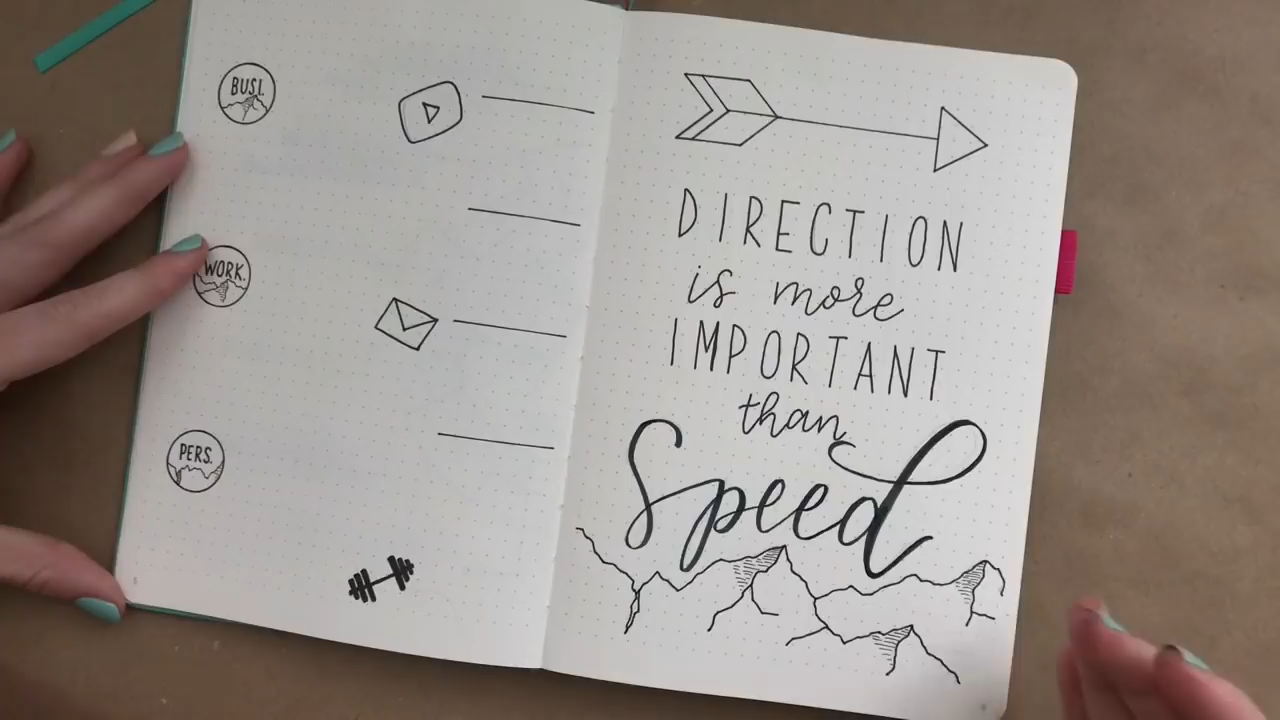 BUSI.
WORK.
PERS.
DIRECTION
is more
IMPORTANT
than
Speed